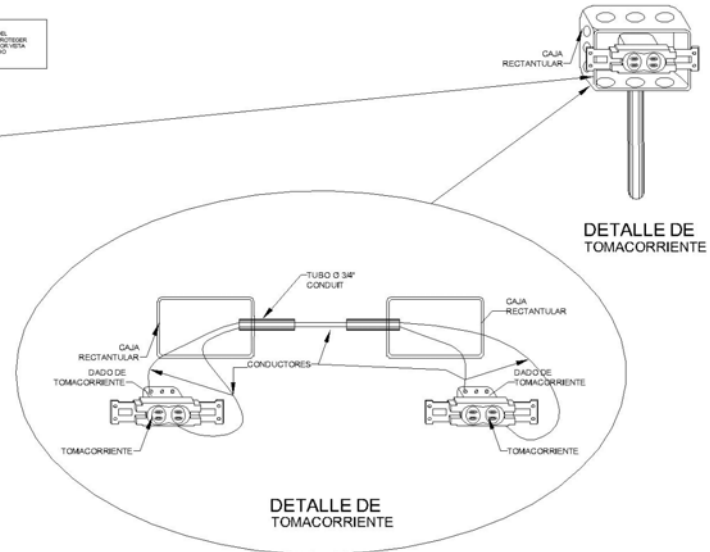 CAJA
RECTANTULAR
DETALLE DE
TOMACORRIENTE
TUBO Ø 3/4"
CONDUIT
CAJA
RECTANTULAR
CAJA
RECTANTULAR
CONDUCTORES
DADO DE
TOMACORRIENTE
DADO DE
TOMACORRIENTE
TOMACORRIENTE
TOMACORRIENTE
DETALLE DE
TOMACORRIENTE